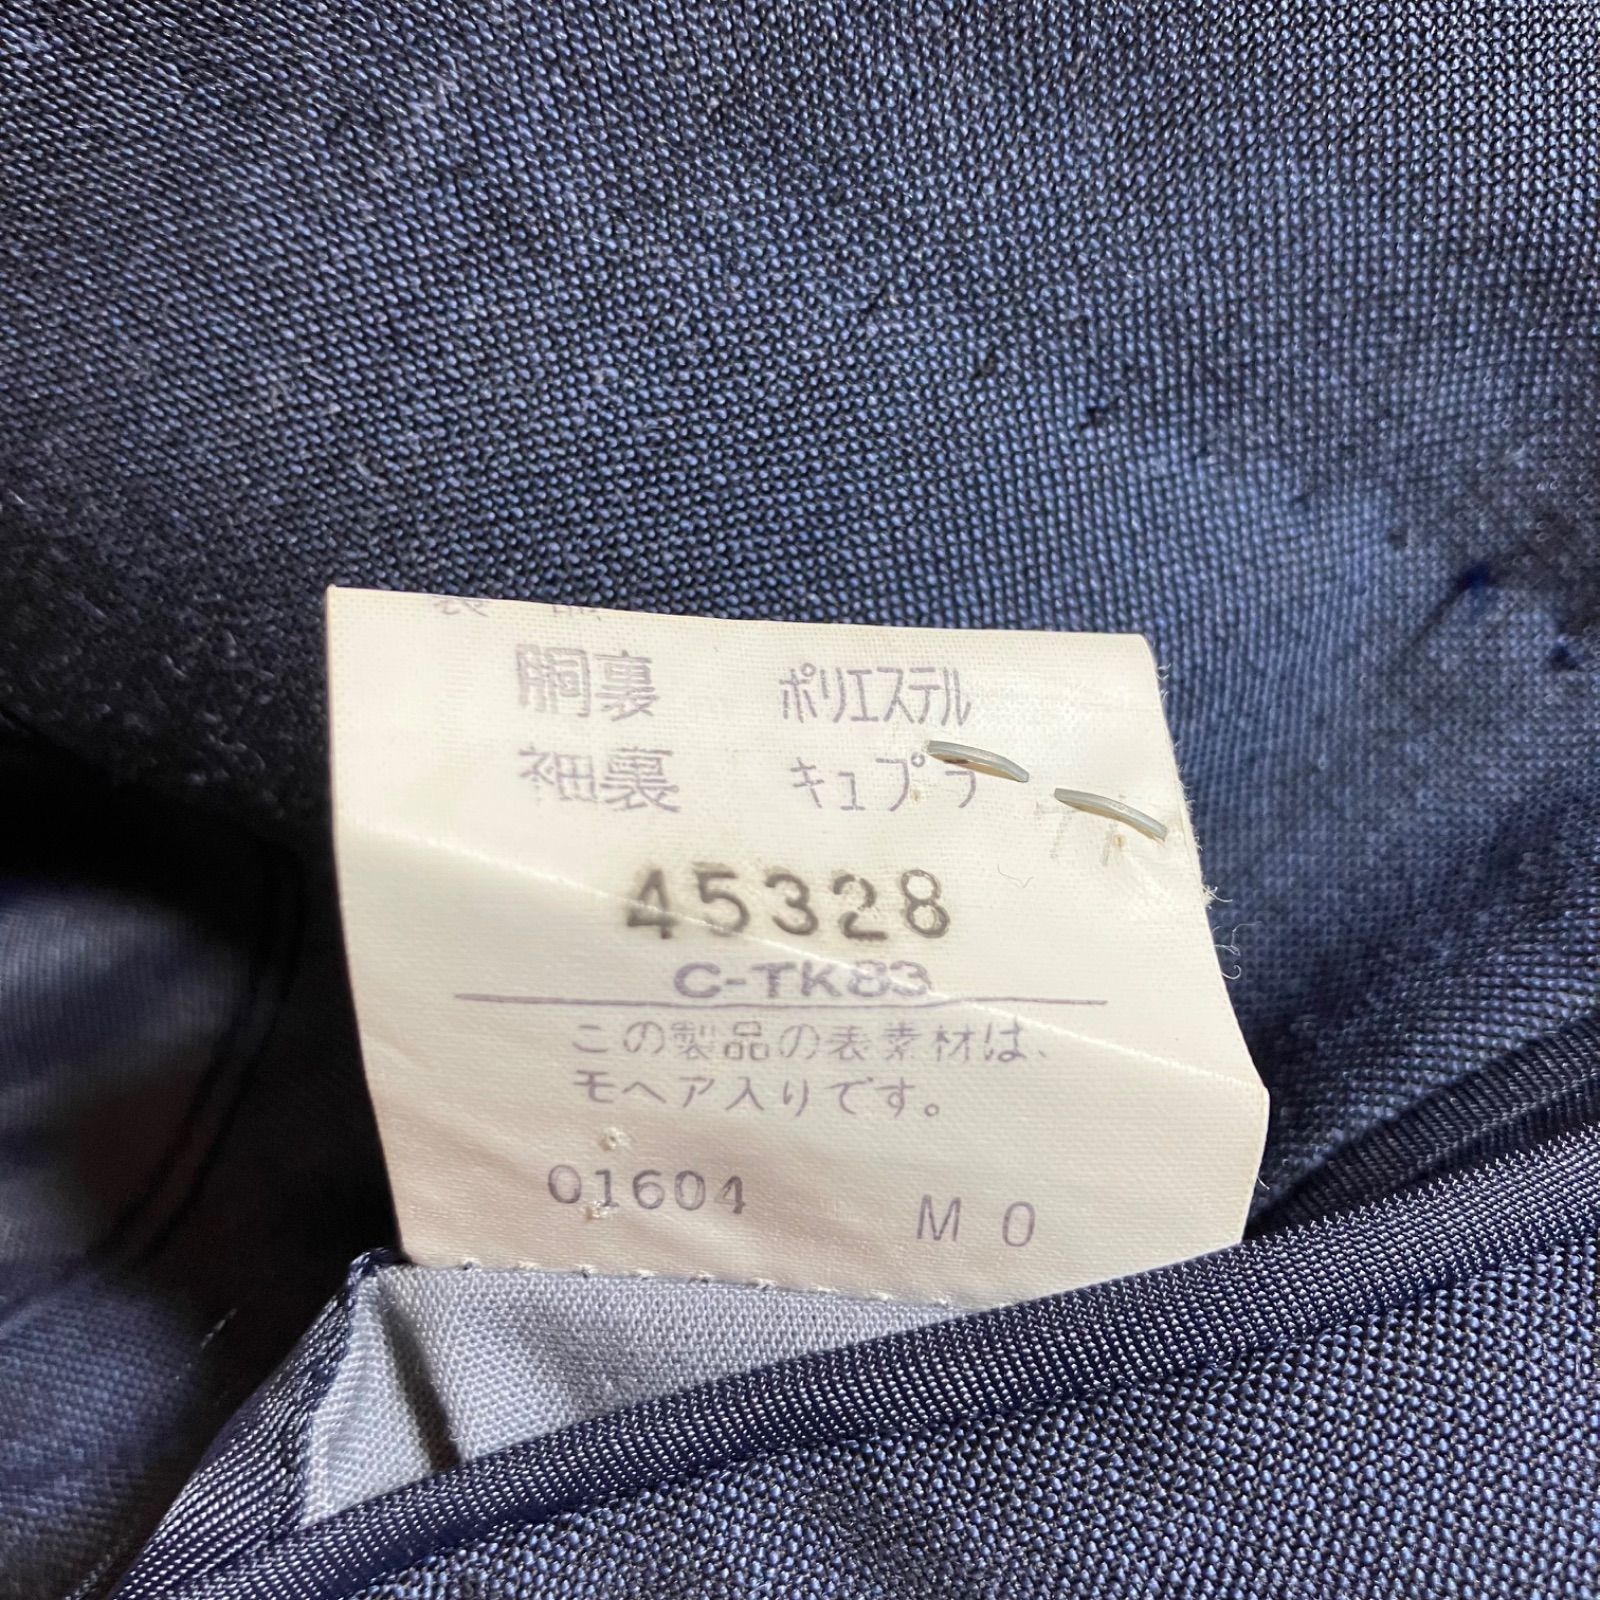 胴裏 ポリエステル
袖裏 キュプラ
45328
C-TK83
この製品の表素材は、
モヘア入りです。
01604 M 0